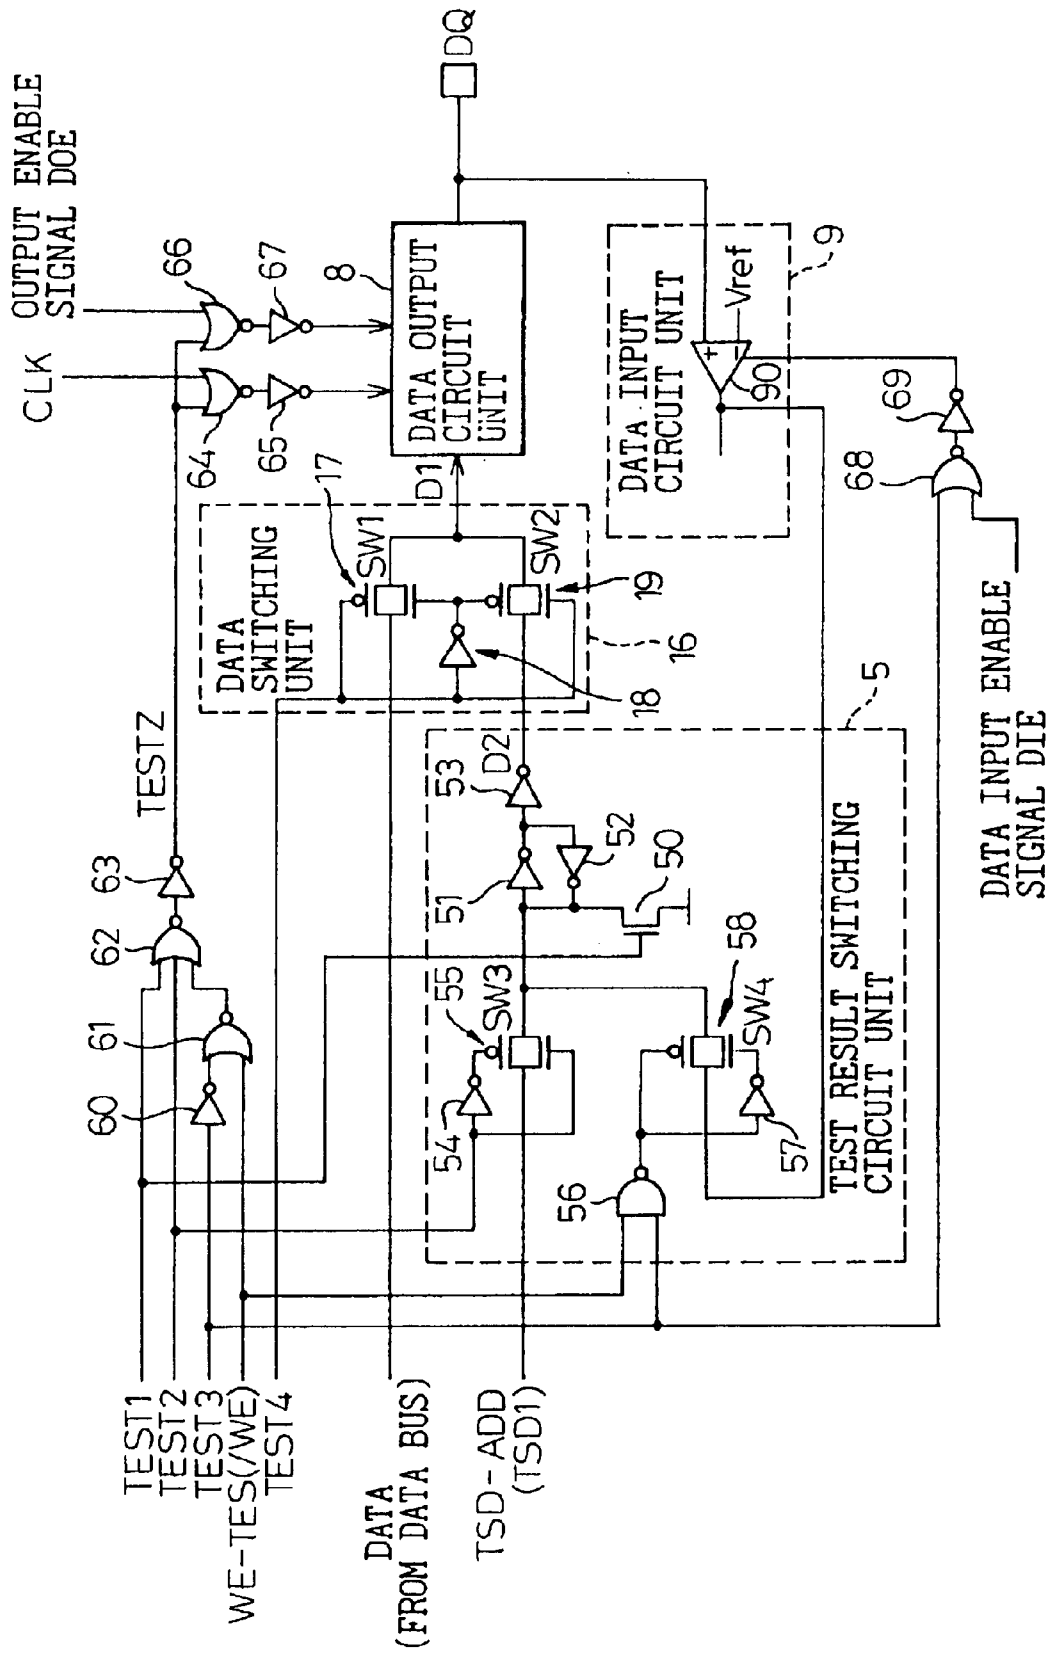 OUTPUT ENABLE
SIGNAL DOE
CLK
TESTZ
DQ
66
67
64
65
8
DATA OUTPUT
CIRCUIT
UNIT
D1
DATA
SWITCHING
UNIT
17
SW1
SW2
18
19
16
60
61
62
63
TEST1
TEST2
TEST3
WE-TES(/WE)
TEST4
DATA
(FROM DATA BUS)
TSD-ADD
(TSD1)
54
55
SW3
51
53
D2
52
50
56
57
58
SW4
5
TEST RESULT SWITCHING
CIRCUIT UNIT
DATA INPUT
CIRCUIT UNIT
Vref
+
−
90
9
68
69
DATA INPUT ENABLE
SIGNAL DIE